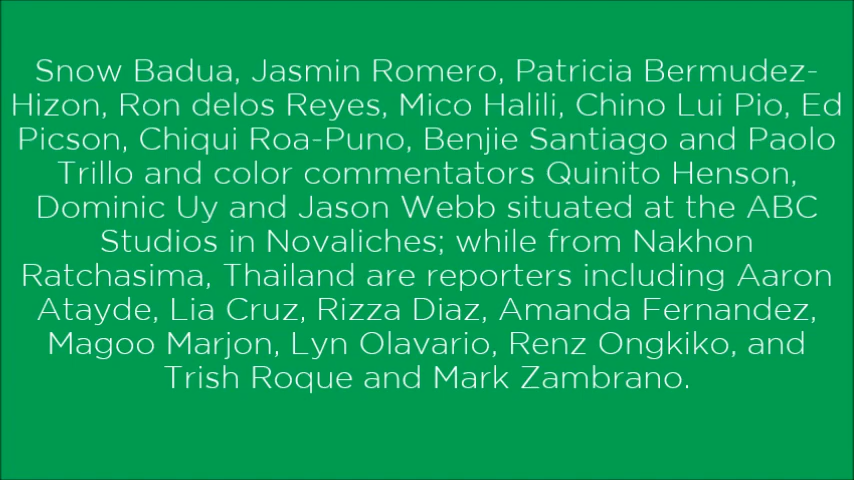 Snow Badua, Jasmin Romero, Patricia Bermudez-
Hizon, Ron delos Reyes, Mico Halili, Chino Lui Pio, Ed
Picson, Chiqui Roa-Puno, Benjie Santiago and Paolo
Trillo and color commentators Quinito Henson,
Dominic Uy and Jason Webb situated at the ABC
Studios in Novaliches; while from Nakhon
Ratchasima, Thailand are reporters including Aaron
Atayde, Lia Cruz, Rizza Diaz, Amanda Fernandez,
Magoo Marjon, Lyn Olavario, Renz Ongkiko, and
Trish Roque and Mark Zambrano.